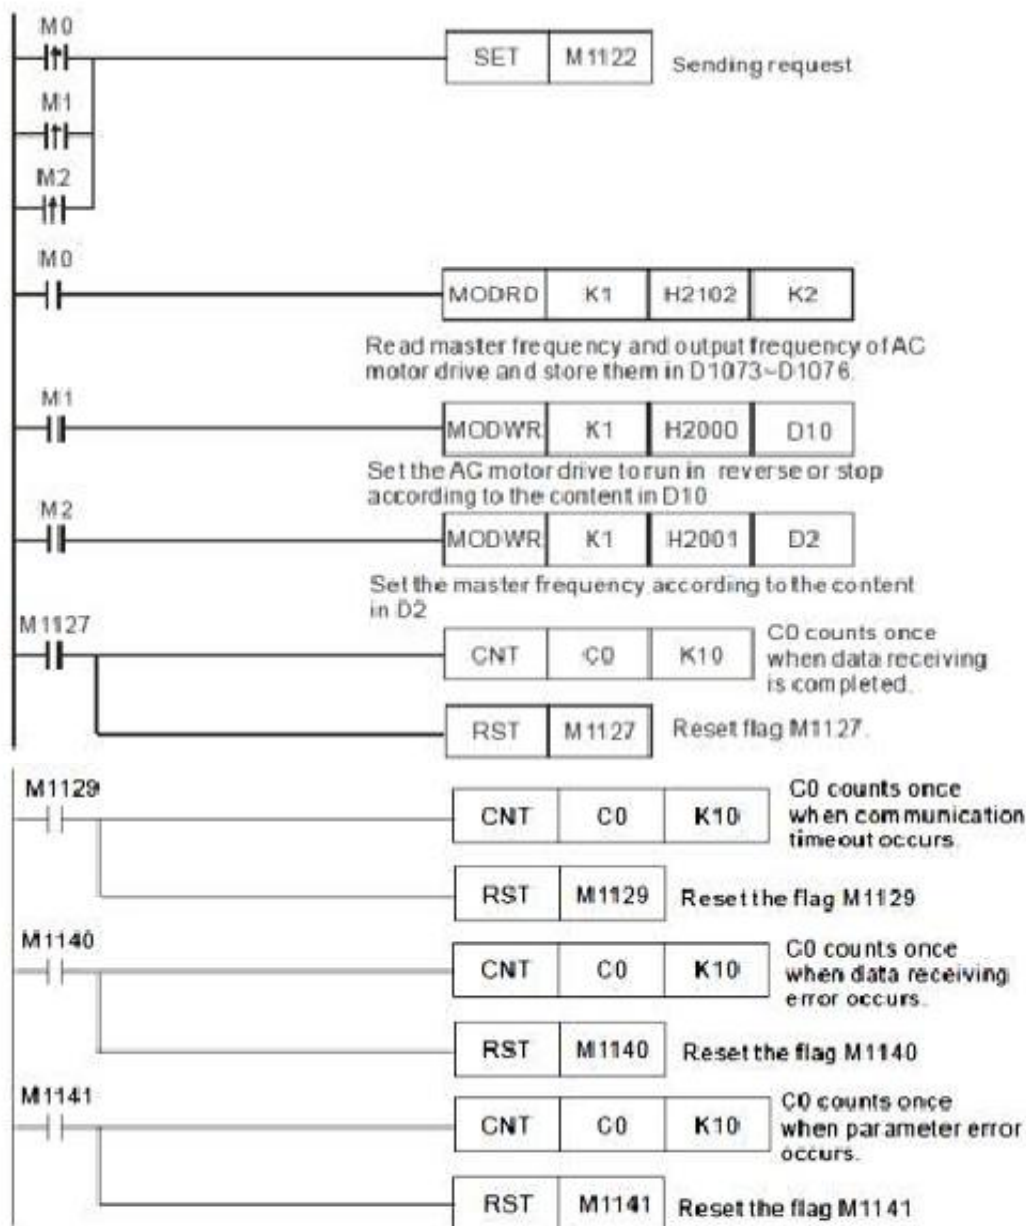 M0
SET M1122 Sending request
M1
M2
M0
MODRD K1 H2102 K2
Read master frequency and output frequency of AC
motor drive and store them in D1073~D1076.
M1
MODWR K1 H2000 D10
Set the AC motor drive to run in reverse or stop
according to the content in D10
M2
MODWR K1 H2001 D2
Set the master frequency according to the content
in D2
M1127
CNT C0 K10
C0 counts once
when data receiving
is completed.
RST M1127 Reset flag M1127.
M1129
CNT C0 K10
C0 counts once
when communication
timeout occurs.
RST M1129 Reset the flag M1129
M1140
CNT C0 K10
C0 counts once
when data receiving
error occurs.
RST M1140 Reset the flag M1140
M1141
CNT C0 K10
C0 counts once
when parameter error
occurs.
RST M1141 Reset the flag M1141